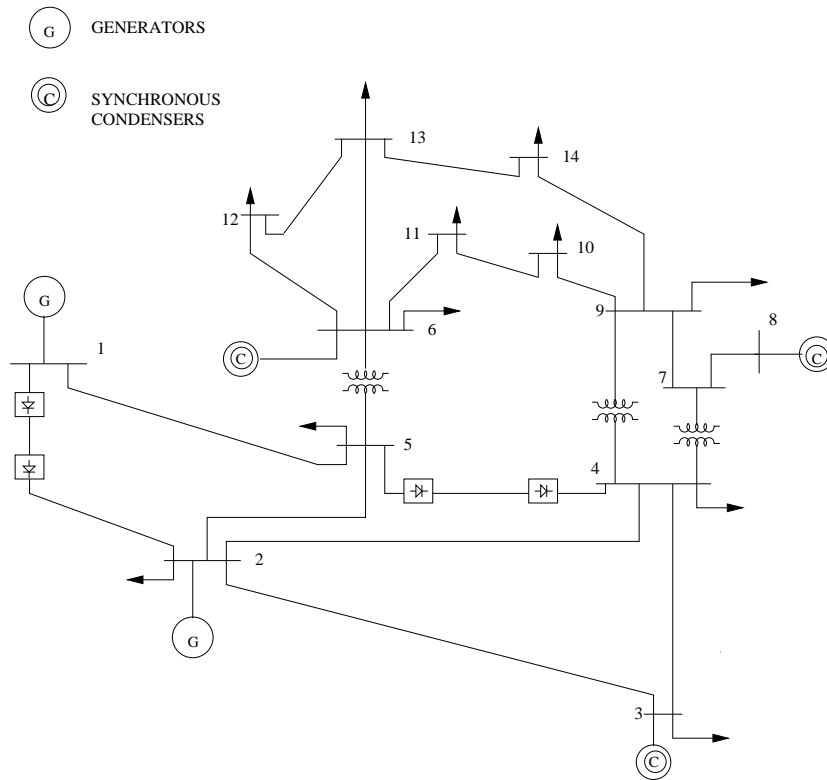 G GENERATORS
C SYNCHRONOUS
CONDENSERS
13
14
12
11
10
G
1
C
6
9
8
C
7
5
4
2
G
3
C